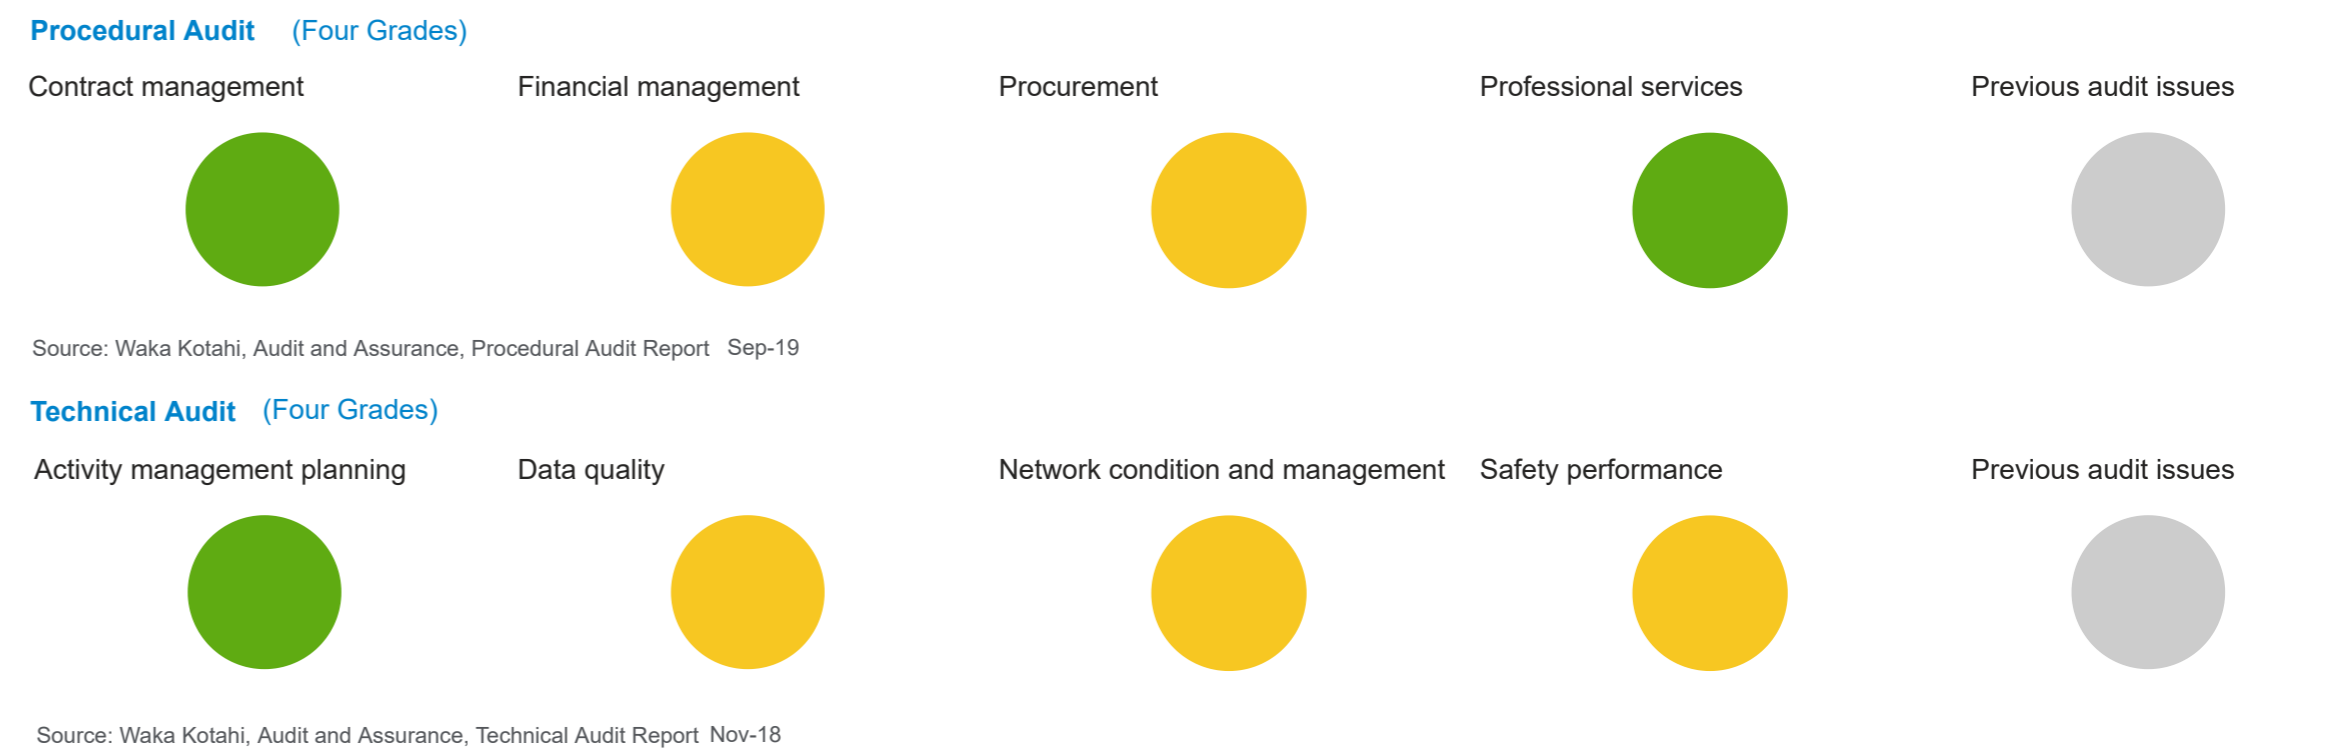 Procedural Audit (Four Grades)
Contract management Financial management Procurement Professional services Previous audit issues
Source: Waka Kotahi, Audit and Assurance, Procedural Audit Report Sep-19
Technical Audit (Four Grades)
Activity management planning Data quality Network condition and management Safety performance Previous audit issues
Source: Waka Kotahi, Audit and Assurance, Technical Audit Report Nov-18